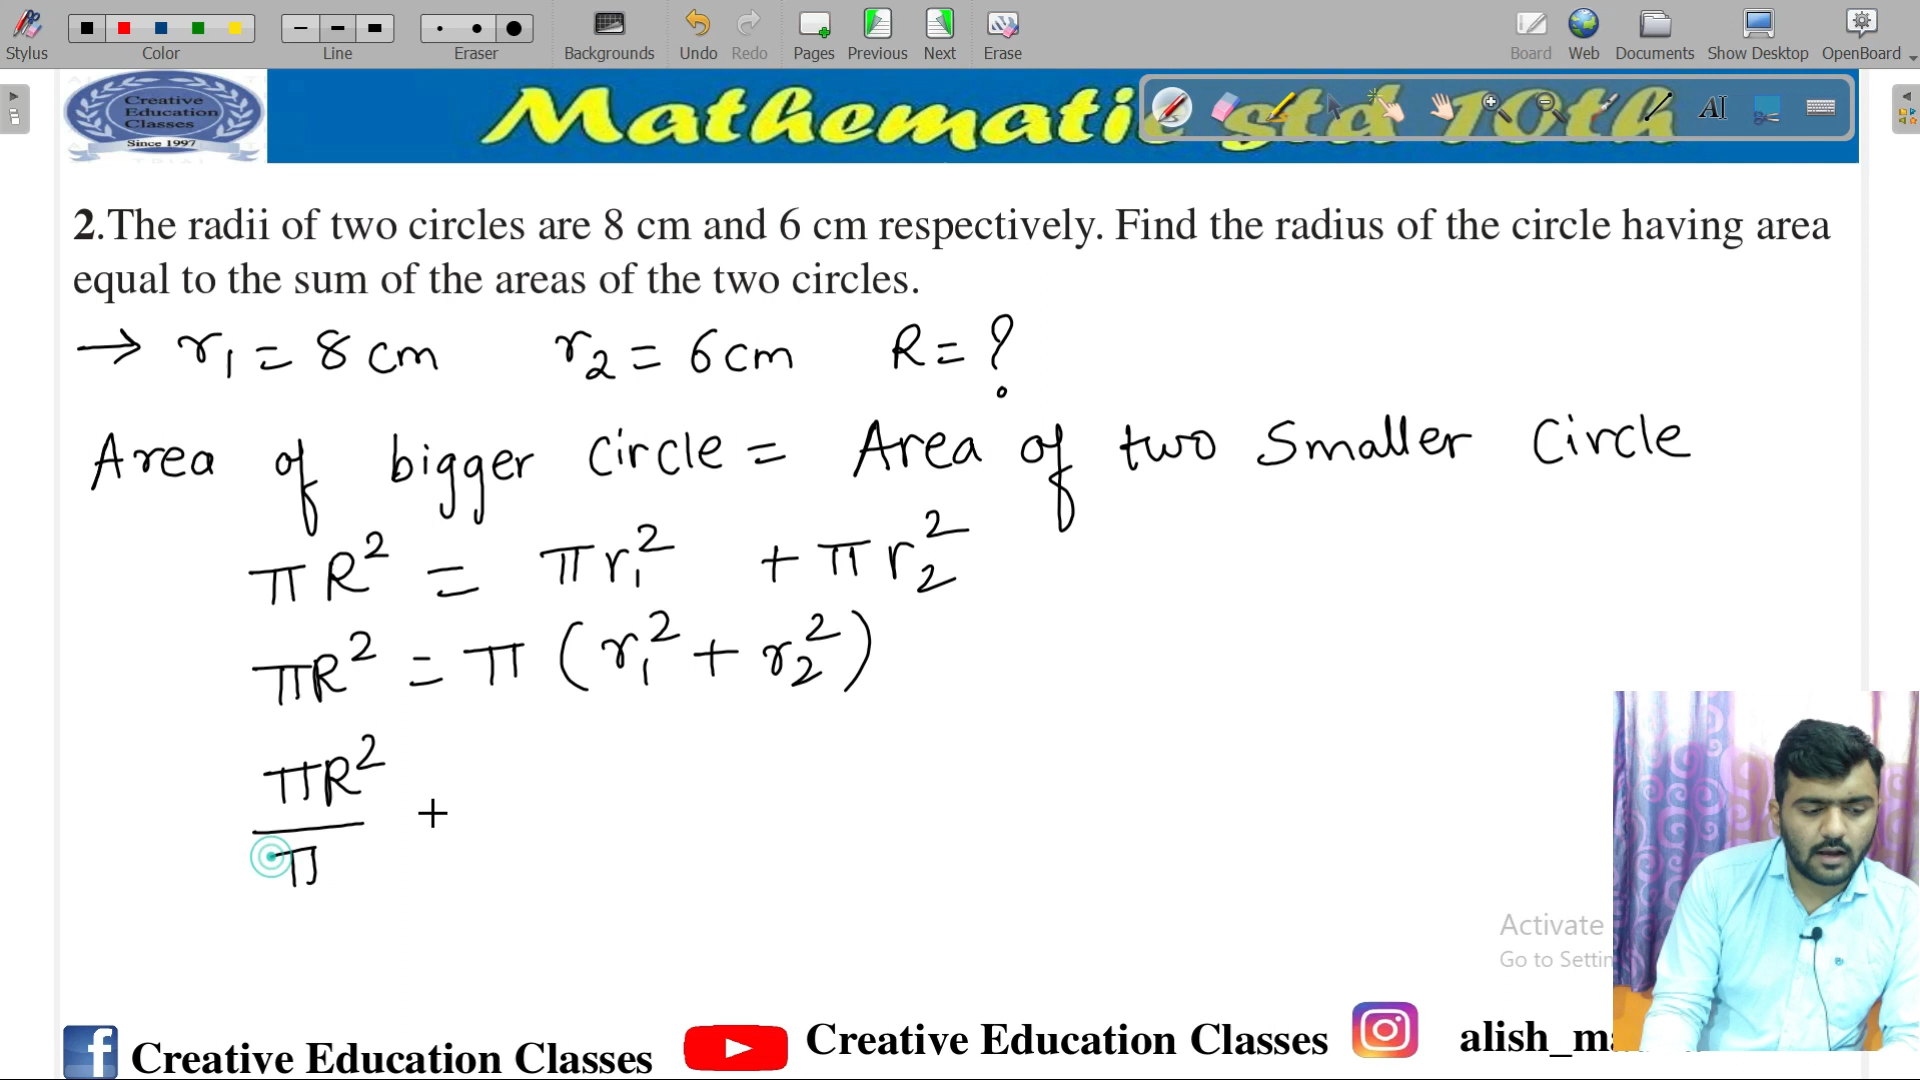 Stylus Color Line Eraser Backgrounds Undo Redo Pages Previous Next Erase Board Web Documents Show Desktop OpenBoard
Creative
Education
Classes
Since 1997
Mathematic std 10th
AI
2.The radii of two circles are 8 cm and 6 cm respectively. Find the radius of the circle having area
equal to the sum of the areas of the two circles.
→ r₁ = 8 cm r₂ = 6 cm R = ?
Area of bigger Circle = Area of two Smaller Circle
πR² = πr₁² + πr₂²
πR² = π (r₁² + r₂²)
πR²
π
+
Activate
Go to Settin
Creative Education Classes
Creative Education Classes